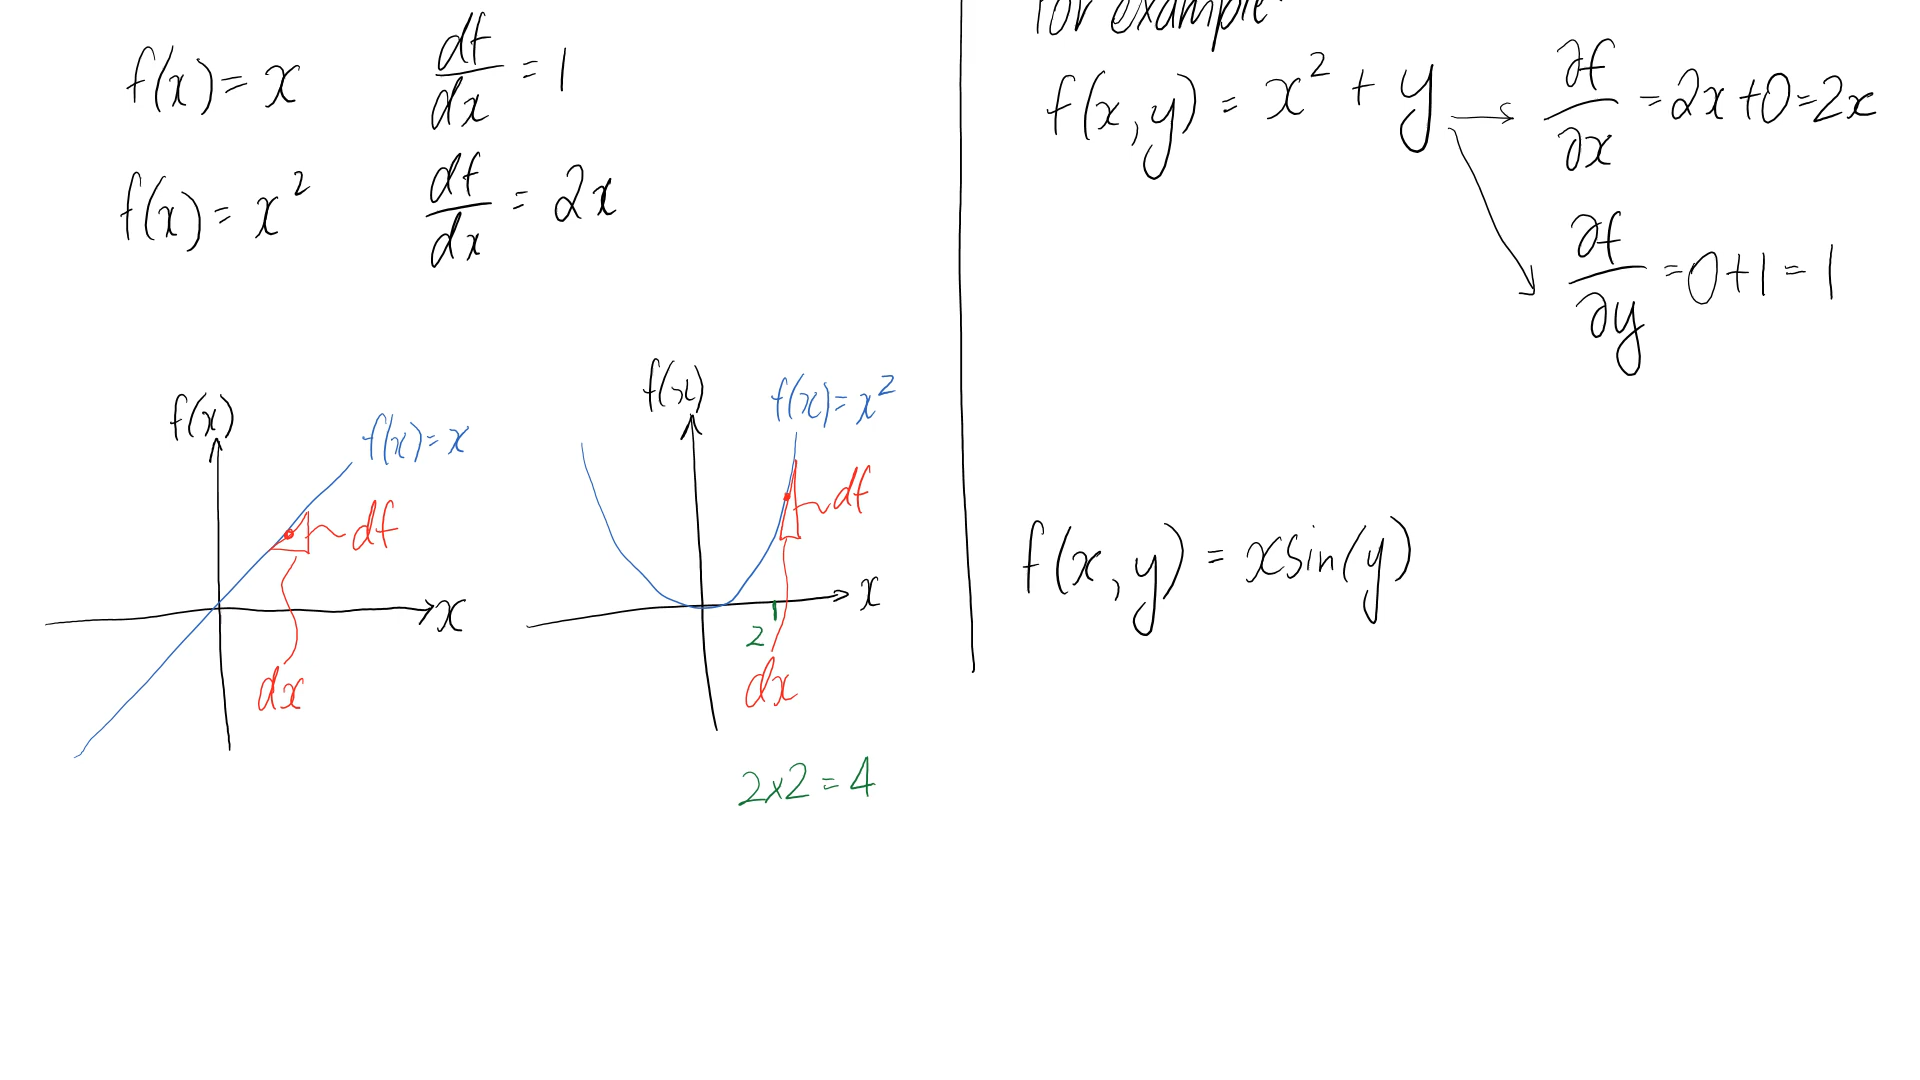 f(x) = x df/dx = 1
f(x) = x² df/dx = 2x
f(x)
f(x) = x
df
x
dx
f(x)
f(x) = x²
df
x
2
dx
2x2 = 4
for example
f(x,y) = x² + y → ∂f/∂x = 2x + 0 = 2x
∂f/∂y = 0 + 1 = 1
f(x,y) = xsin(y)